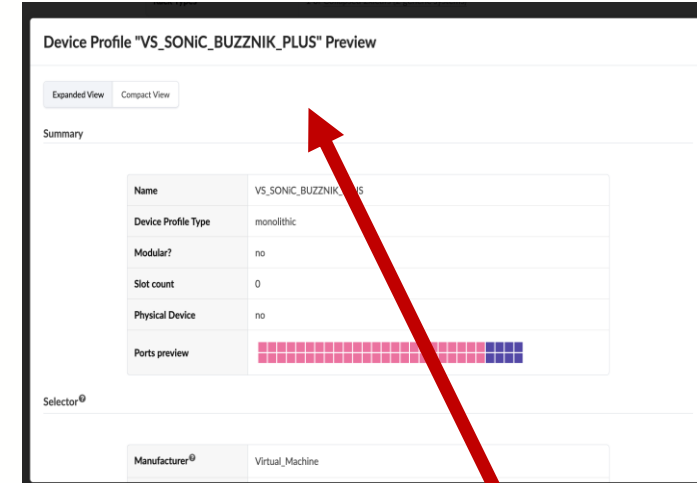 Device Profile "VS_SONiC_BUZZNIK_PLUS" Preview
Expanded View Compact View
Summary
Name VS_SONiC_BUZZNIK_PLUS
Device Profile Type monolithic
Modular? no
Slot count 0
Physical Device no
Ports preview
Selector
Manufacturer Virtual_Machine